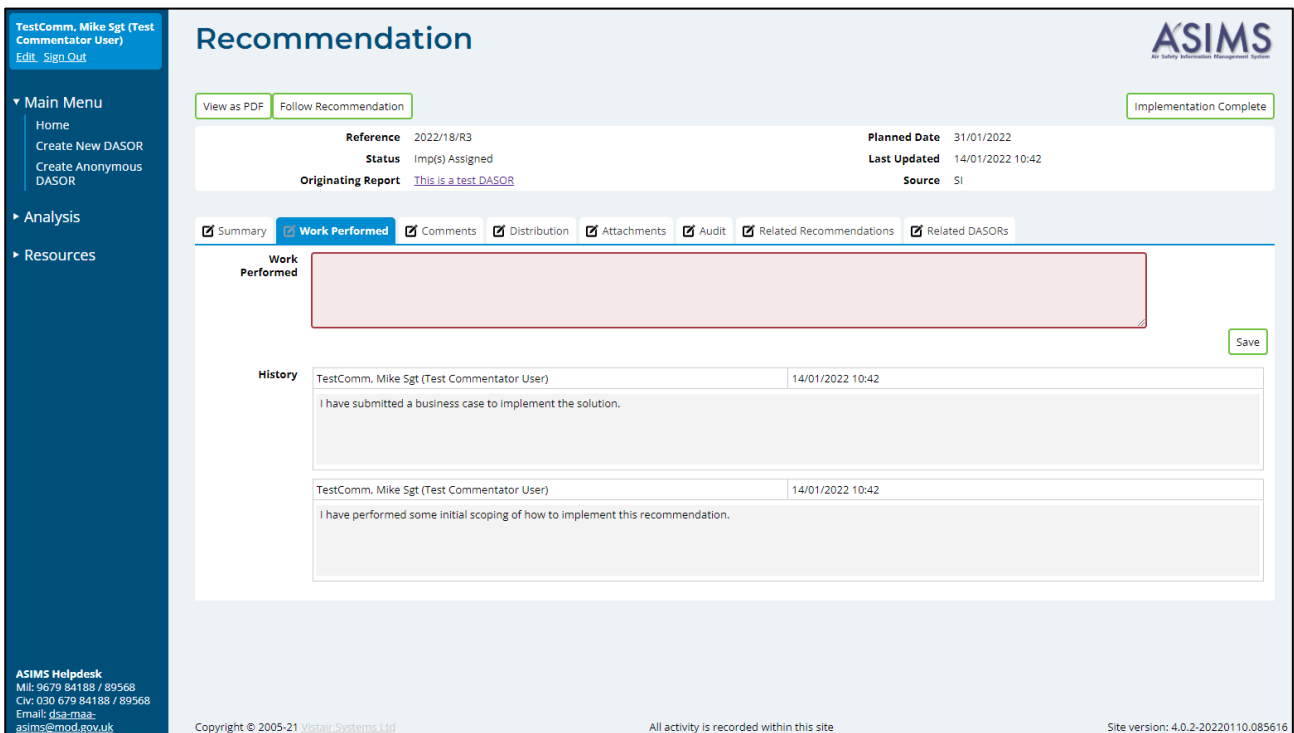 TestComm, Mike Sgt (Test
Commentator User)
Edit Sign Out
Main Menu
Home
Create New DASOR
Create Anonymous
DASOR
Analysis
Resources
ASIMS Helpdesk
Mil: 9679 84188 / 89568
Civ: 030 679 84188 / 89568
Email: dsa-maa-
asims@mod.gov.uk
Recommendation
ASIMS
Air Safety Information Management System
View as PDF Follow Recommendation Implementation Complete
Reference 2022/18/R3 Planned Date 31/01/2022
Status Imp(s) Assigned Last Updated 14/01/2022 10:42
Originating Report This is a test DASOR Source SI
Summary Work Performed Comments Distribution Attachments Audit Related Recommendations Related DASORs
Work
Performed
Save
History TestComm, Mike Sgt (Test Commentator User) 14/01/2022 10:42
I have submitted a business case to implement the solution.
TestComm, Mike Sgt (Test Commentator User) 14/01/2022 10:42
I have performed some initial scoping of how to implement this recommendation.
Copyright © 2005-21 Vistair Systems Ltd All activity is recorded within this site Site version: 4.0.2-20220110.085616